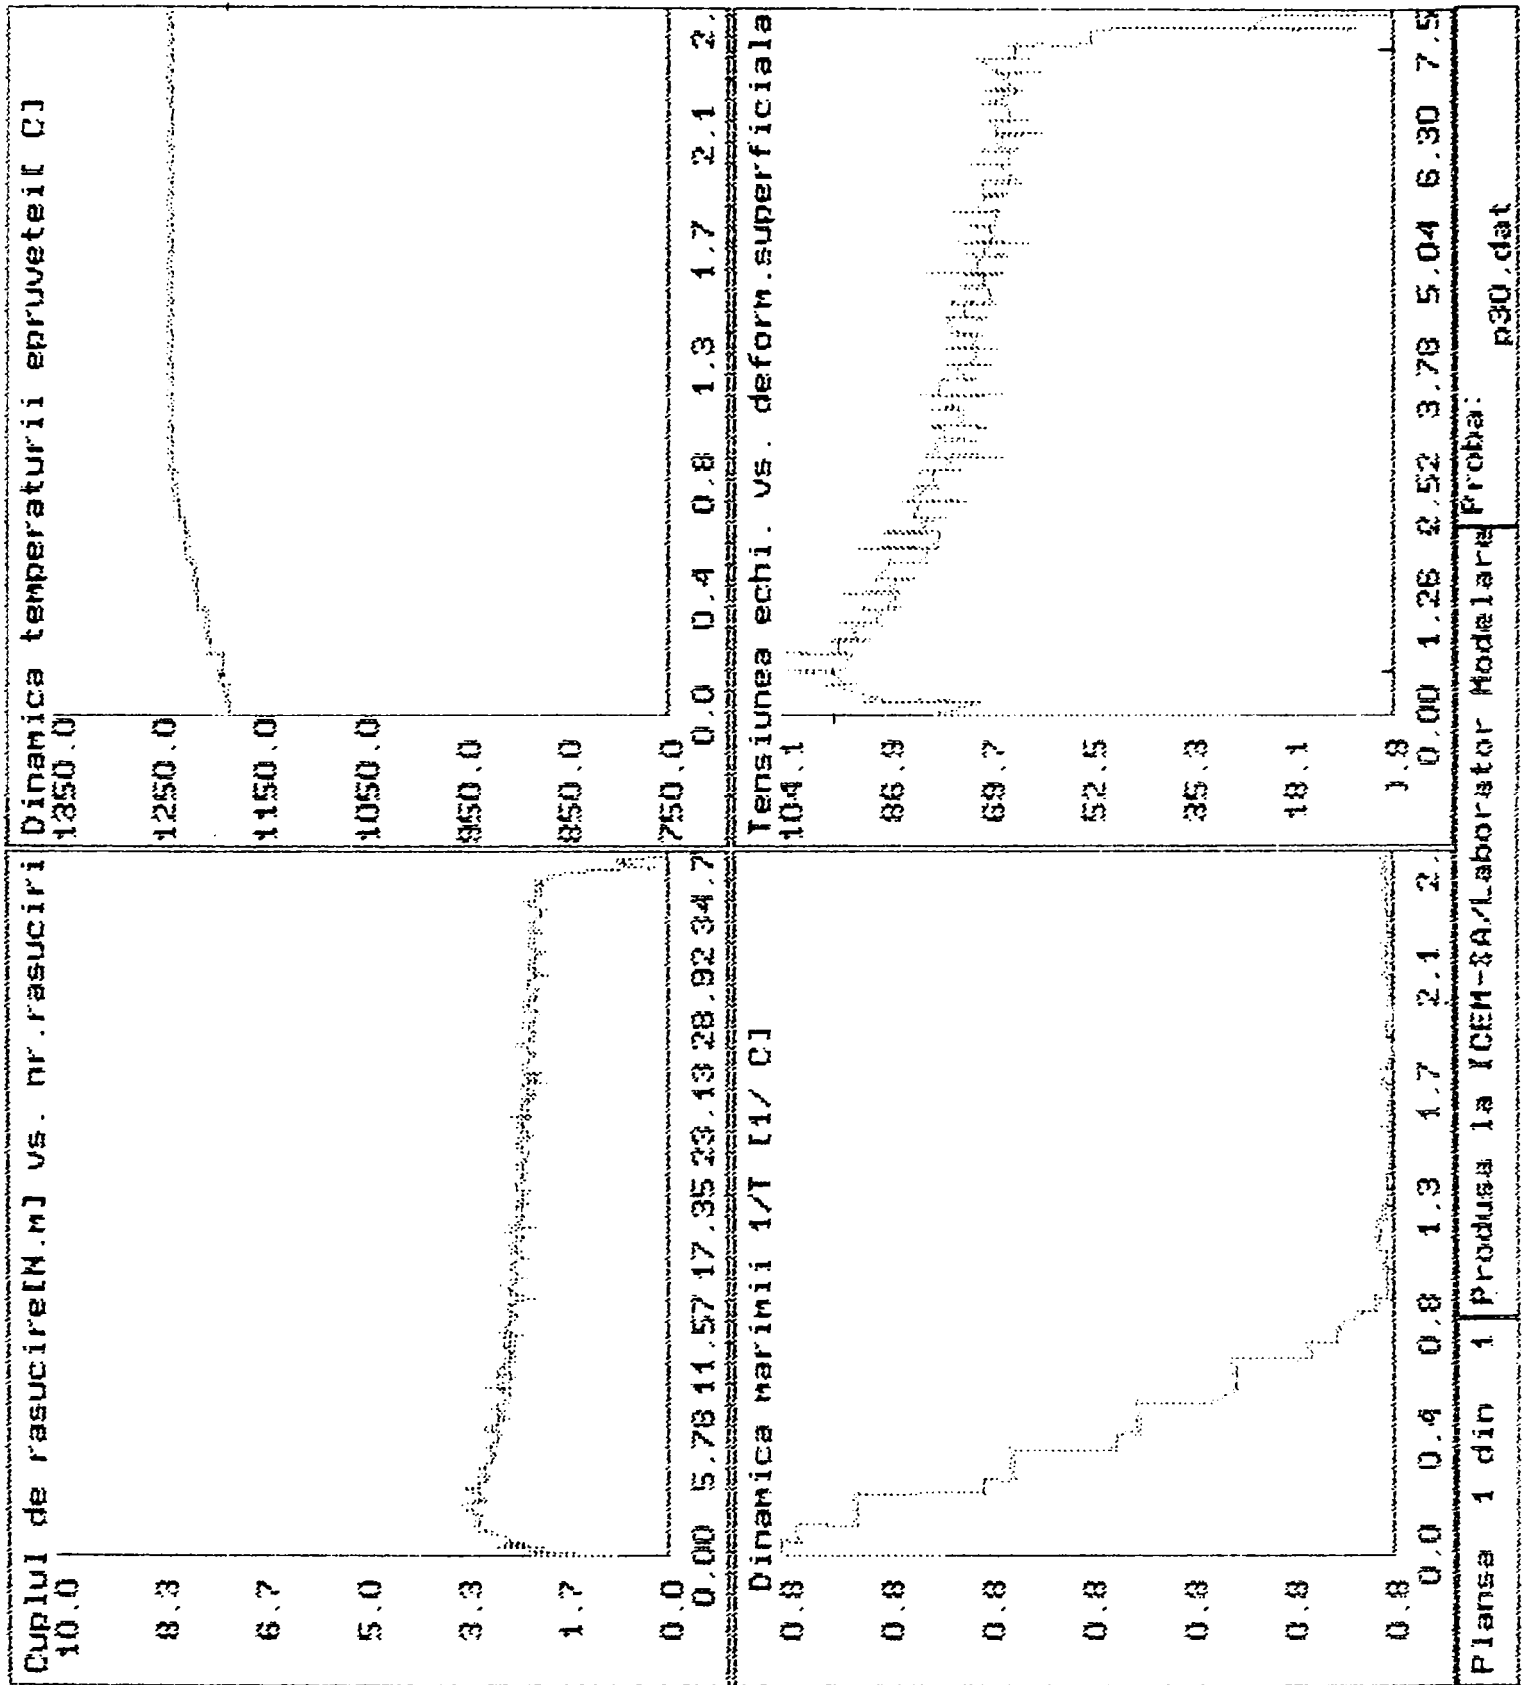 Cuplul de rasucire[N.m] vs. nr.rasuciri
10.0
8.3
6.7
5.0
3.3
1.7
0.0
0.00 5.78 11.57 17.35 23.13 28.92 34.7
Dinamica temperaturii epruvetei[ C]
1350.0
1250.0
1150.0
1050.0
950.0
850.0
750.0
0.0 0.4 0.8 1.3 1.7 2.1 2.
Dinamica marimii 1/T [1/ C]
0.8
0.8
0.8
0.8
0.8
0.8
0.8
0.0 0.4 0.8 1.3 1.7 2.1 2.
Tensiunea echi. vs. deform.superficiala
104.1
86.9
69.7
52.5
35.3
18.1
0.00 1.26 2.52 3.78 5.04 6.30 7.5
Plansa 1 din 1
Produsa la ICEM-SA/Laborator Modelare
Proba:
p30.dat